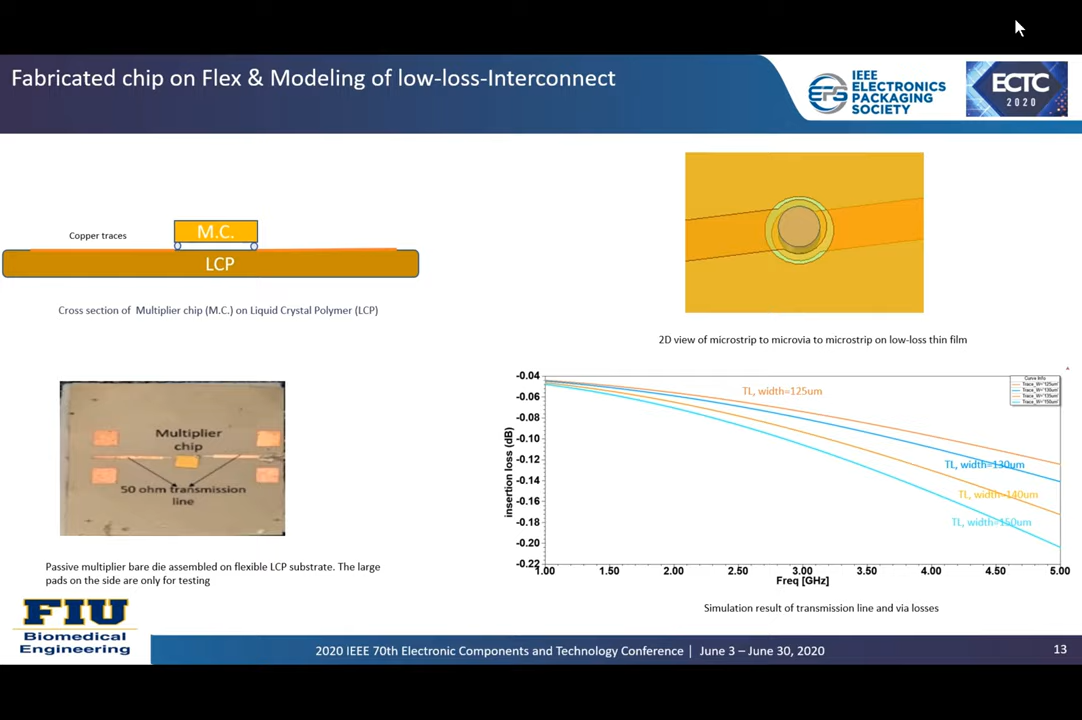 Fabricated chip on Flex & Modeling of low-loss-Interconnect
IEEE
ELECTRONICS
PACKAGING
SOCIETY
EPS
ECTC
2020
Copper traces
M.C.
LCP
Cross section of Multiplier chip (M.C.) on Liquid Crystal Polymer (LCP)
2D view of microstrip to microvia to microstrip on low-loss thin film
Multiplier
chip
50 ohm transmission
line
Passive multiplier bare die assembled on flexible LCP substrate. The large
pads on the side are only for testing
insertion loss (dB)
-0.04
-0.06
-0.08
-0.10
-0.12
-0.14
-0.16
-0.18
-0.20
-0.22
TL, width=125um
TL, width=130um
TL, width=140um
TL, width=150um
Curve Info
1.00 1.50 2.00 2.50 3.00 3.50 4.00 4.50 5.00
Freq [GHz]
Simulation result of transmission line and via losses
FIU
Biomedical
Engineering
2020 IEEE 70th Electronic Components and Technology Conference | June 3 – June 30, 2020
13